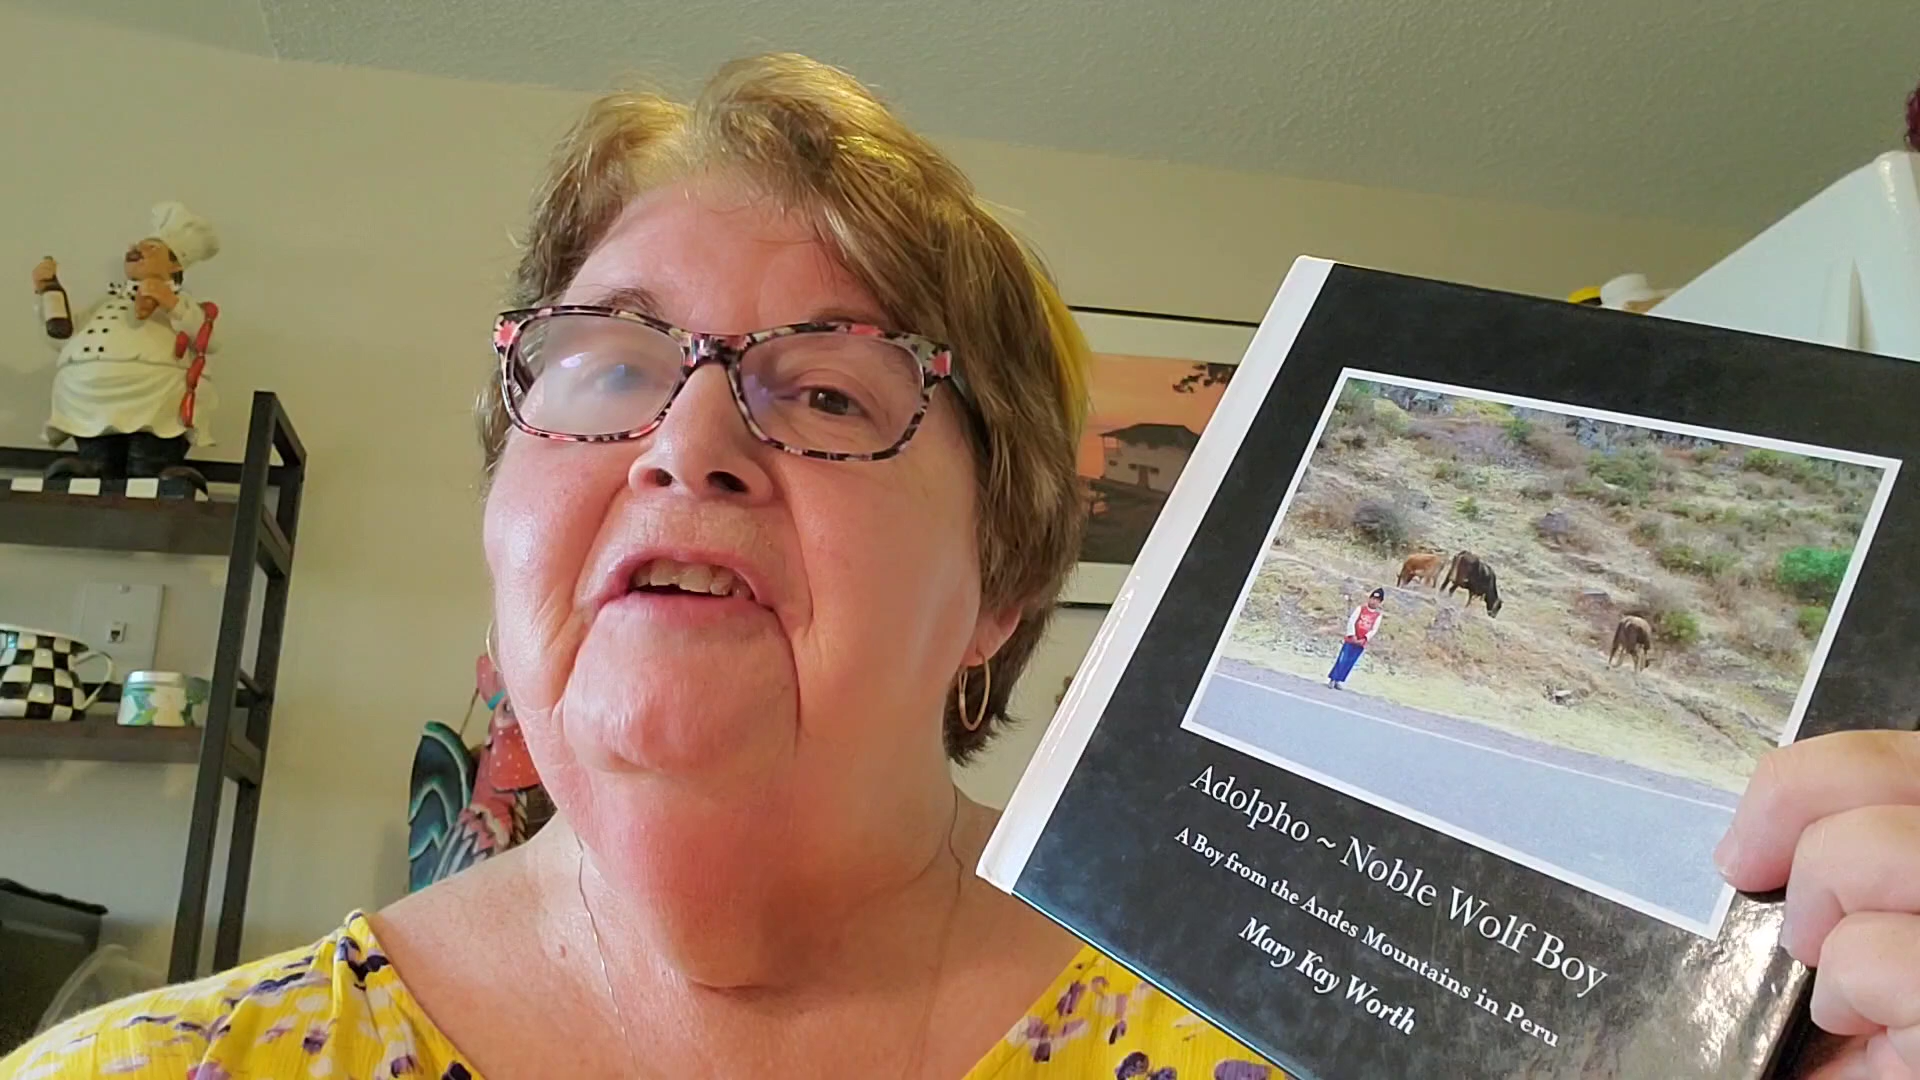 Adolpho ~ Noble Wolf Boy
A Boy from the Andes Mountains in Peru
Mary Kay Worth